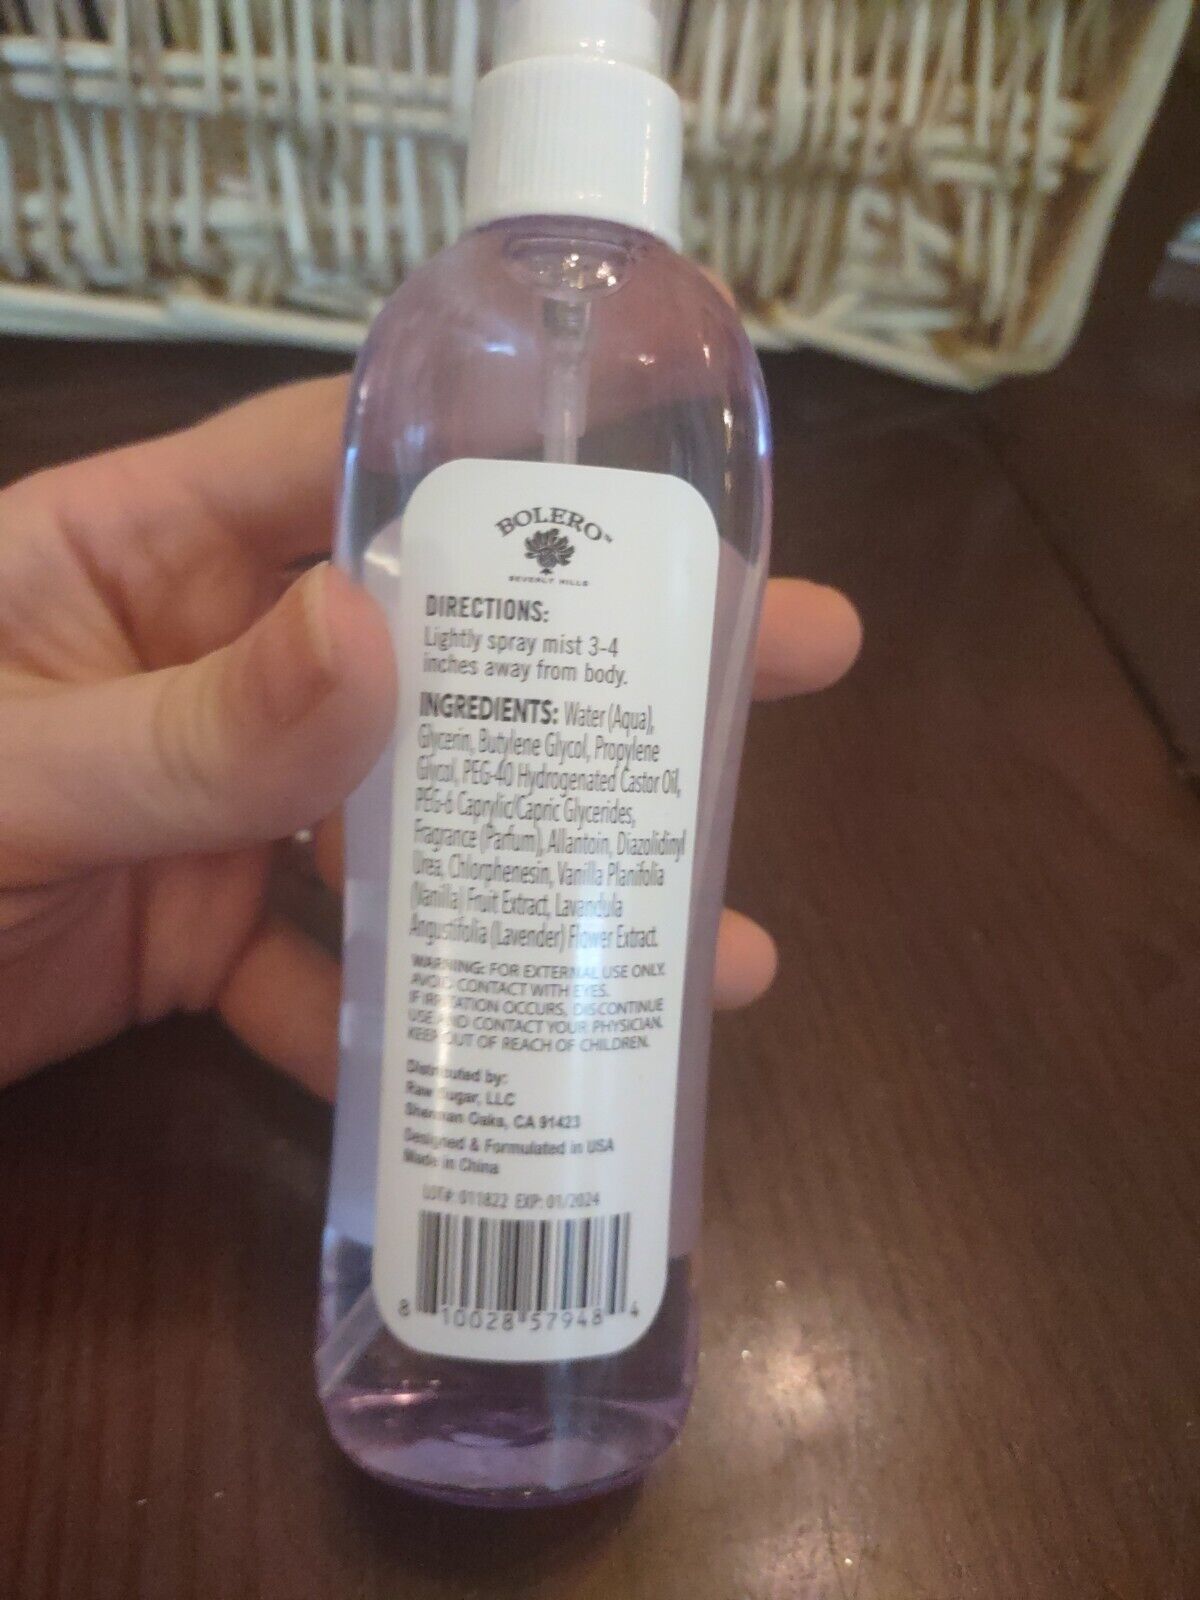 BOLERO™
BEVERLY HILLS
DIRECTIONS:
Lightly spray mist 3-4
inches away from body.
INGREDIENTS: Water (Aqua),
Glycerin, Butylene Glycol, Propylene
Glycol, PEG-40 Hydrogenated Castor Oil,
PEG-6 Caprylic/Capric Glycerides,
Fragrance (Parfum), Allantoin, Diazolidinyl
Urea, Chlorphenesin, Vanilla Planifolia
(Vanilla) Fruit Extract, Lavandula
Angustifolia (Lavender) Flower Extract.
WARNING: FOR EXTERNAL USE ONLY.
AVOID CONTACT WITH EYES.
IF IRRITATION OCCURS, DISCONTINUE
USE AND CONTACT YOUR PHYSICIAN.
KEEP OUT OF REACH OF CHILDREN.
Distributed by:
Raw Sugar, LLC
Sherman Oaks, CA 91423
Designed & Formulated in USA
Made in China
LOT#: 011822 EXP: 01/2024
8 10028 57948 4